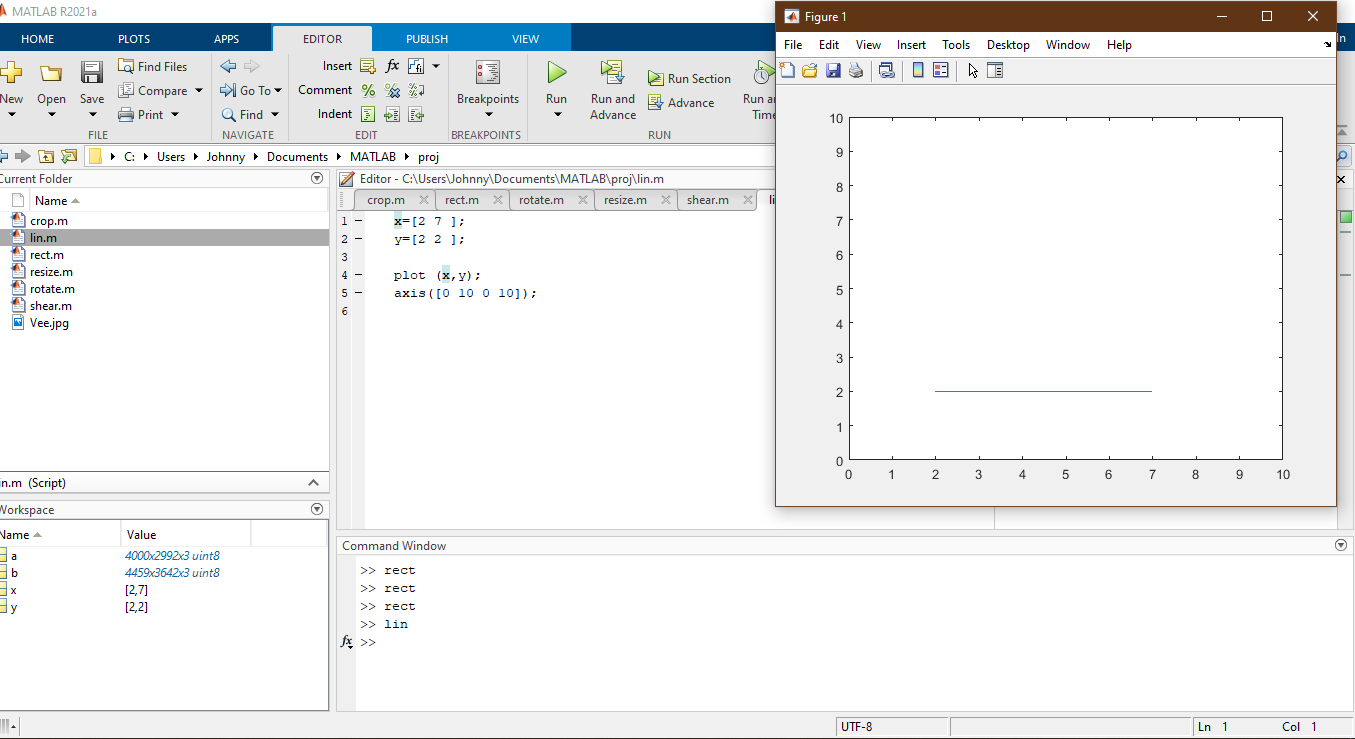 MATLAB R2021a
Figure 1
HOME PLOTS APPS EDITOR PUBLISH VIEW
File Edit View Insert Tools Desktop Window Help
New Open Save Find Files Compare Print
Go To Find
Insert fx
Comment
Indent
Breakpoints
Run Run and Advance Run Section Advance
FILE NAVIGATE EDIT BREAKPOINTS RUN
C: Users Johnny Documents MATLAB proj
Current Folder
Name
crop.m
lin.m
rect.m
resize.m
rotate.m
shear.m
Vee.jpg
Editor - C:\Users\Johnny\Documents\MATLAB\proj\lin.m
crop.m rect.m rotate.m resize.m shear.m
1 x=[2 7 ];
2 y=[2 2 ];
3
4 plot (x,y);
5 axis([0 10 0 10]);
6
10
9
8
7
6
5
4
3
2
1
0
0 1 2 3 4 5 6 7 8 9 10
lin.m (Script)
Workspace
Name Value
a 4000x2992x3 uint8
b 4459x3642x3 uint8
x [2,7]
y [2,2]
Command Window
>> rect
>> rect
>> rect
>> lin
fx >>
UTF-8 Ln 1 Col 1